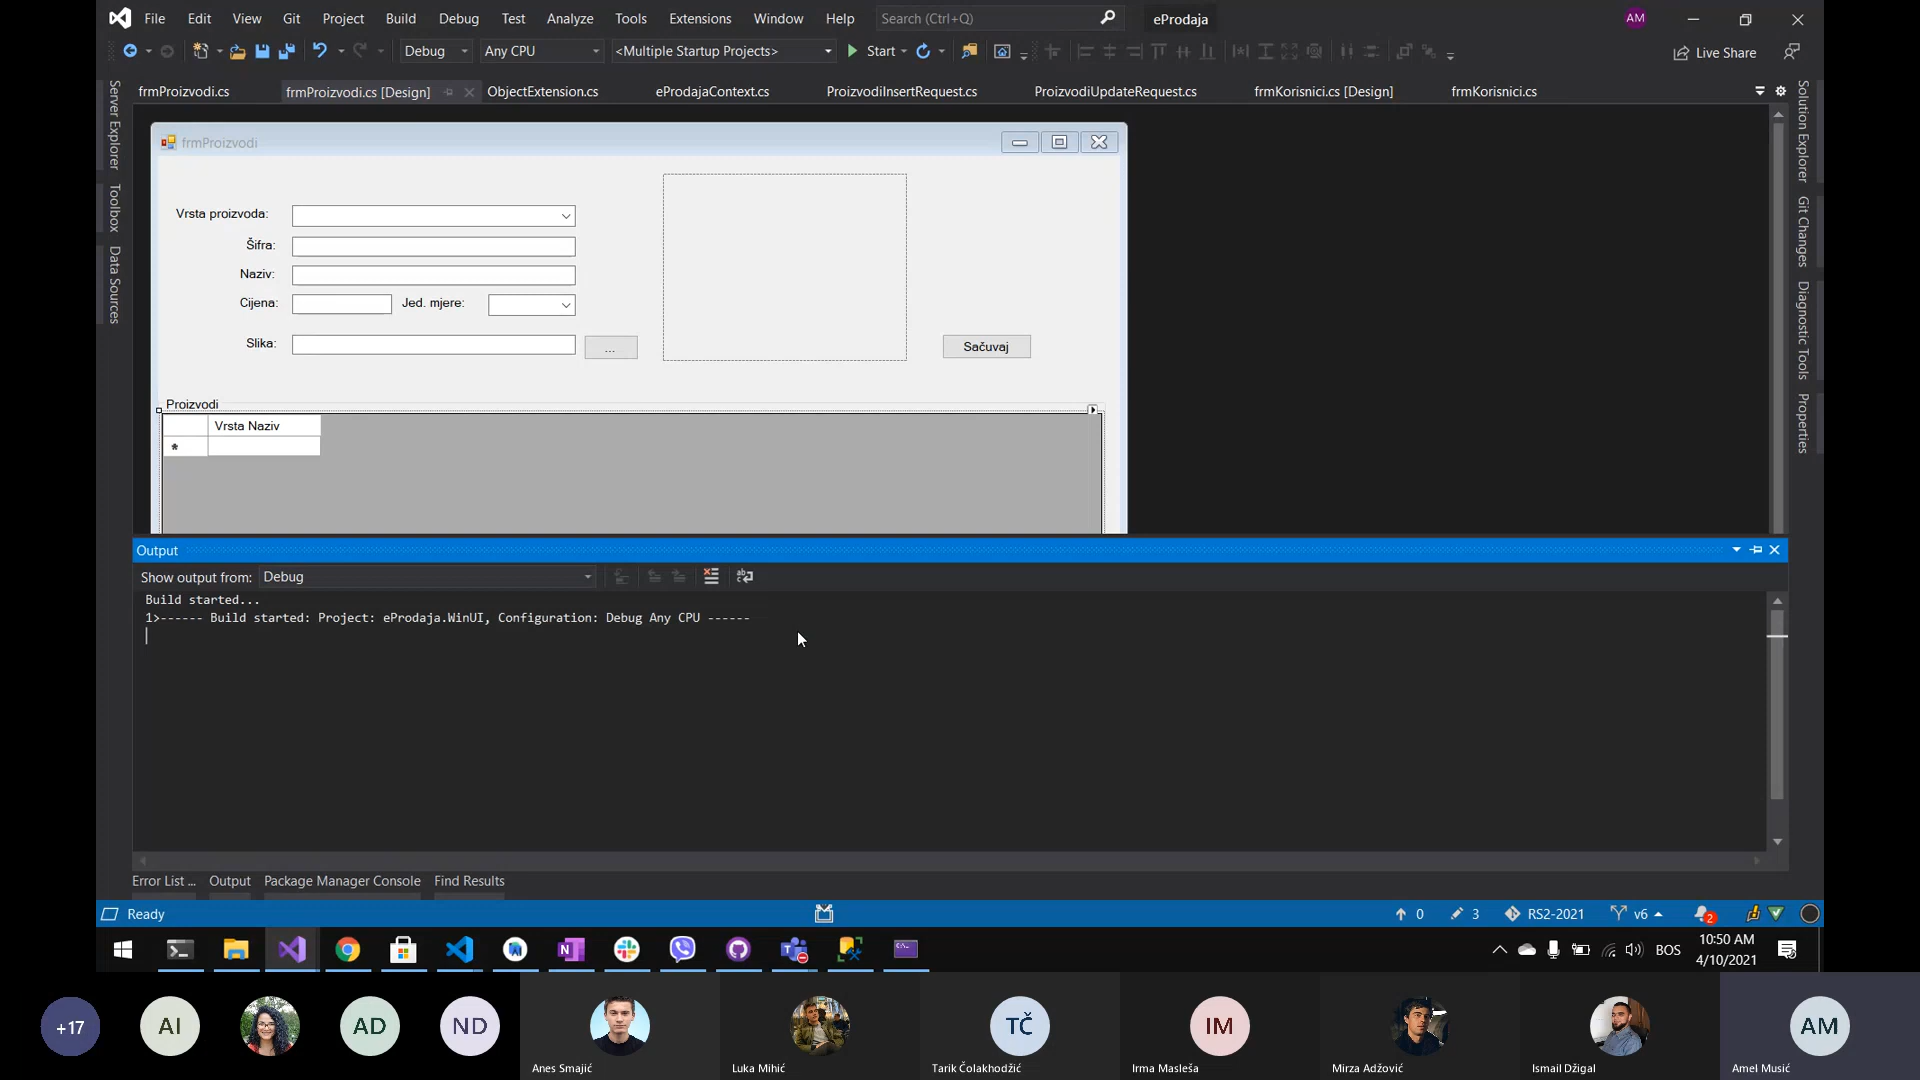 File Edit View Git Project Build Debug Test Analyze Tools Extensions Window Help Search (Ctrl+Q) eProdaja AM
Debug Any CPU <Multiple Startup Projects> Start Live Share
frmProizvodi.cs frmProizvodi.cs [Design] ObjectExtension.cs eProdajaContext.cs ProizvodiInsertRequest.cs ProizvodiUpdateRequest.cs frmKorisnici.cs [Design] frmKorisnici.cs
Server Explorer
Toolbox
Data Sources
Solution Explorer
Git Changes
Diagnostic Tools
Properties
frmProizvodi
Vrsta proizvoda:
Šifra:
Naziv:
Cijena: Jed. mjere:
Slika: ... Sačuvaj
Proizvodi
Vrsta Naziv
*
Output
Show output from: Debug
Build started...
1>------ Build started: Project: eProdaja.WinUI, Configuration: Debug Any CPU ------
Error List ... Output Package Manager Console Find Results
Ready 0 3 RS2-2021 v6 2
BOS 10:50 AM
4/10/2021
+17 AI AD ND TČ IM AM
Anes Smajić Luka Mihić Tarik Čolakhodžić Irma Masleša Mirza Adžović Ismail Džigal Amel Musić